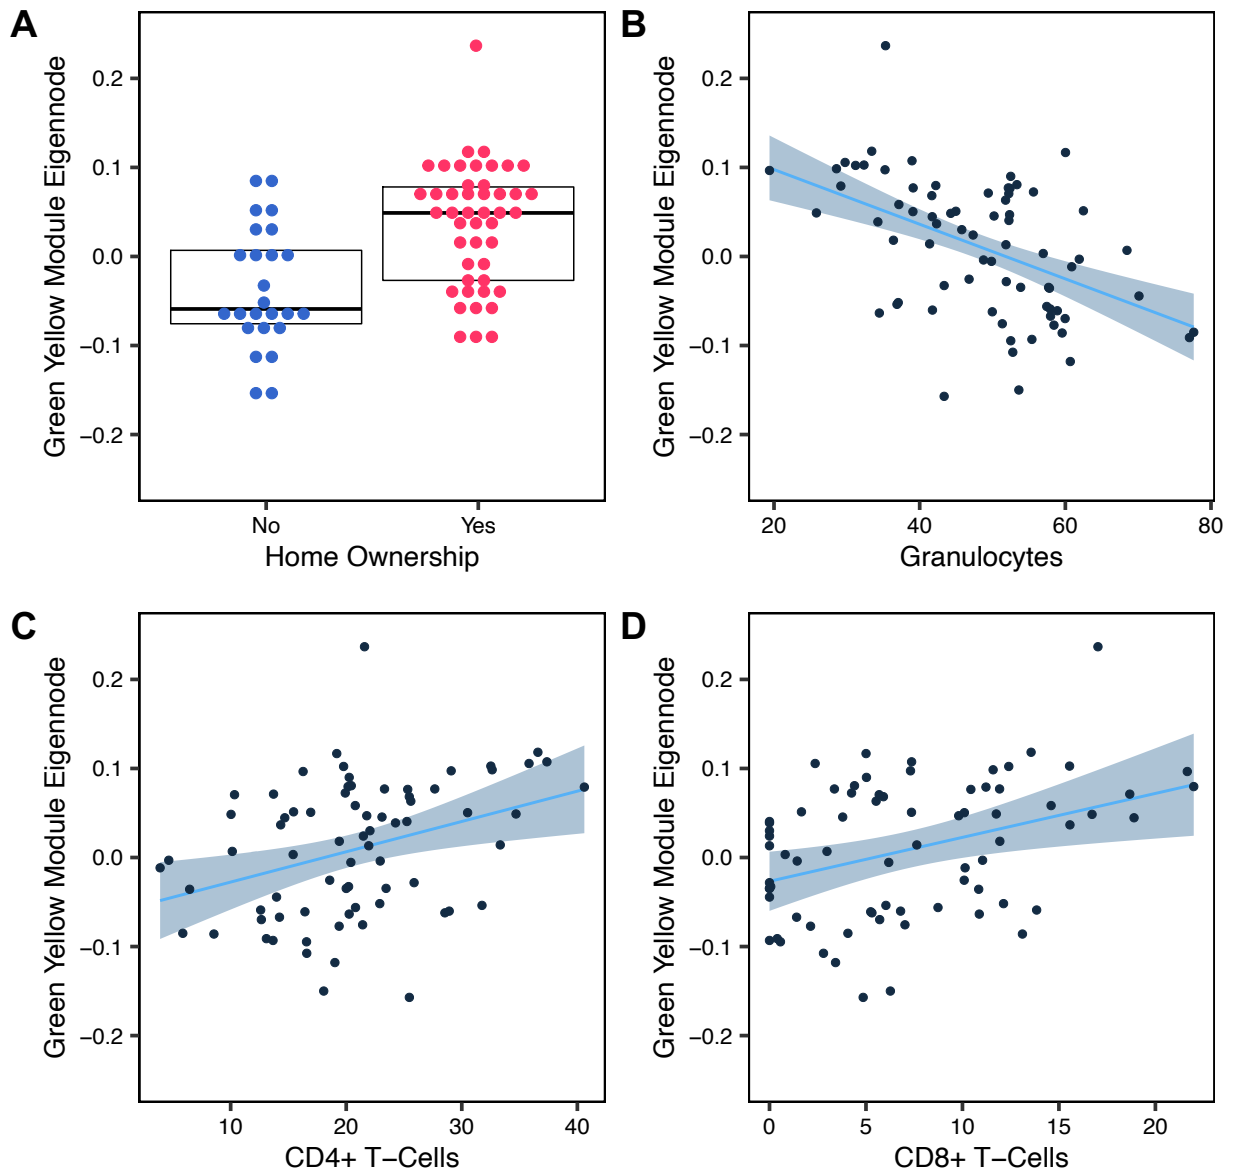 A
Green Yellow Module Eigennode
0.2
0.1
0.0
−0.1
−0.2
No
Yes
Home Ownership
B
Green Yellow Module Eigennode
0.2
0.1
0.0
−0.1
−0.2
20
40
60
80
Granulocytes
C
Green Yellow Module Eigennode
0.2
0.1
0.0
−0.1
−0.2
10
20
30
40
CD4+ T−Cells
D
Green Yellow Module Eigennode
0.2
0.1
0.0
−0.1
−0.2
0
5
10
15
20
CD8+ T−Cells